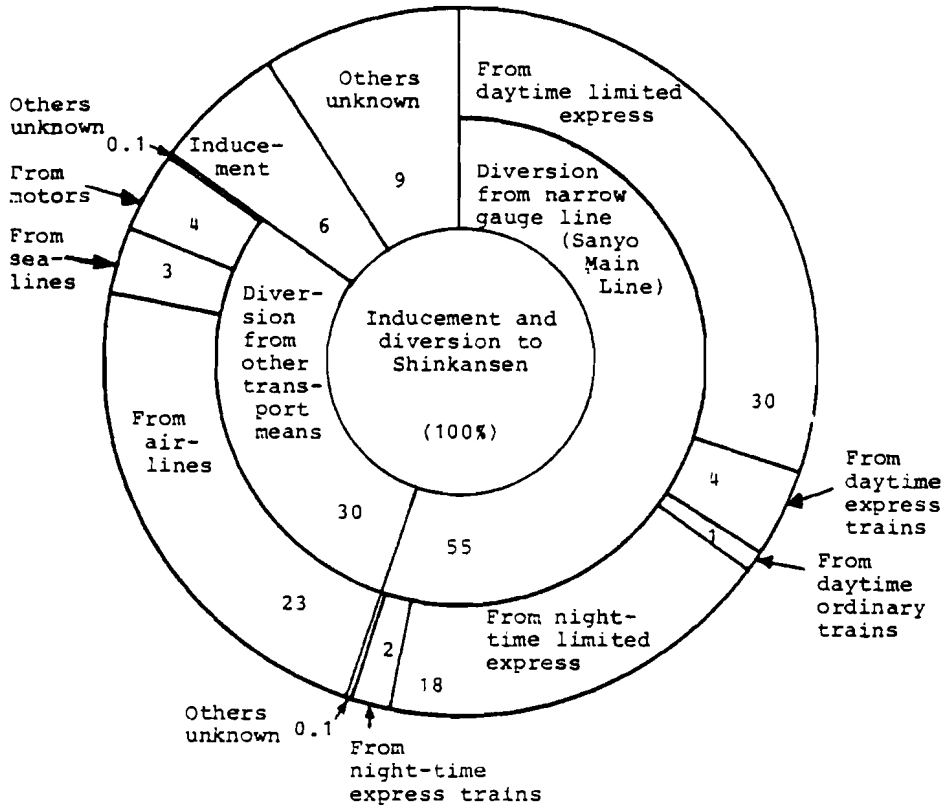 Inducement and
diversion to
Shinkansen
(100%)
Diversion
from narrow
gauge line
(Sanyo
Main
Line)
55
From
daytime limited
express
30
4
From
daytime
express
trains
1
From
daytime
ordinary
trains
From night-
time limited
express
18
2
From
night-time
express trains
Others
unknown 0.1
Diver-
sion
from
other
trans-
port
means
30
From
air-
lines
23
From
sea-
lines
3
From
motors
4
Others
unknown
0.1
Induce-
ment
6
Others
unknown
9